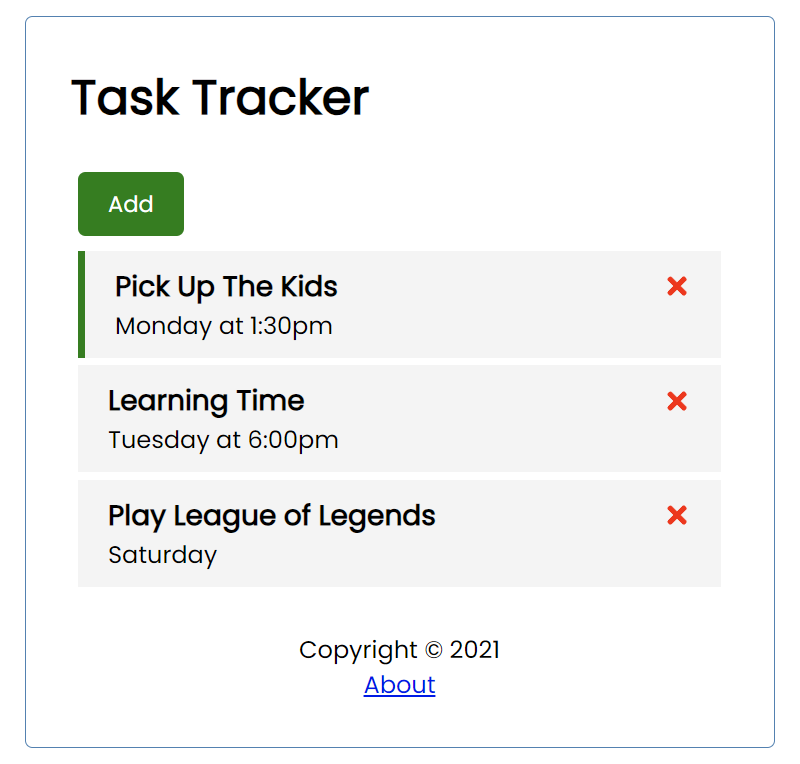 Task Tracker
Add
Pick Up The Kids
Monday at 1:30pm
Learning Time
Tuesday at 6:00pm
Play League of Legends
Saturday
Copyright © 2021
About